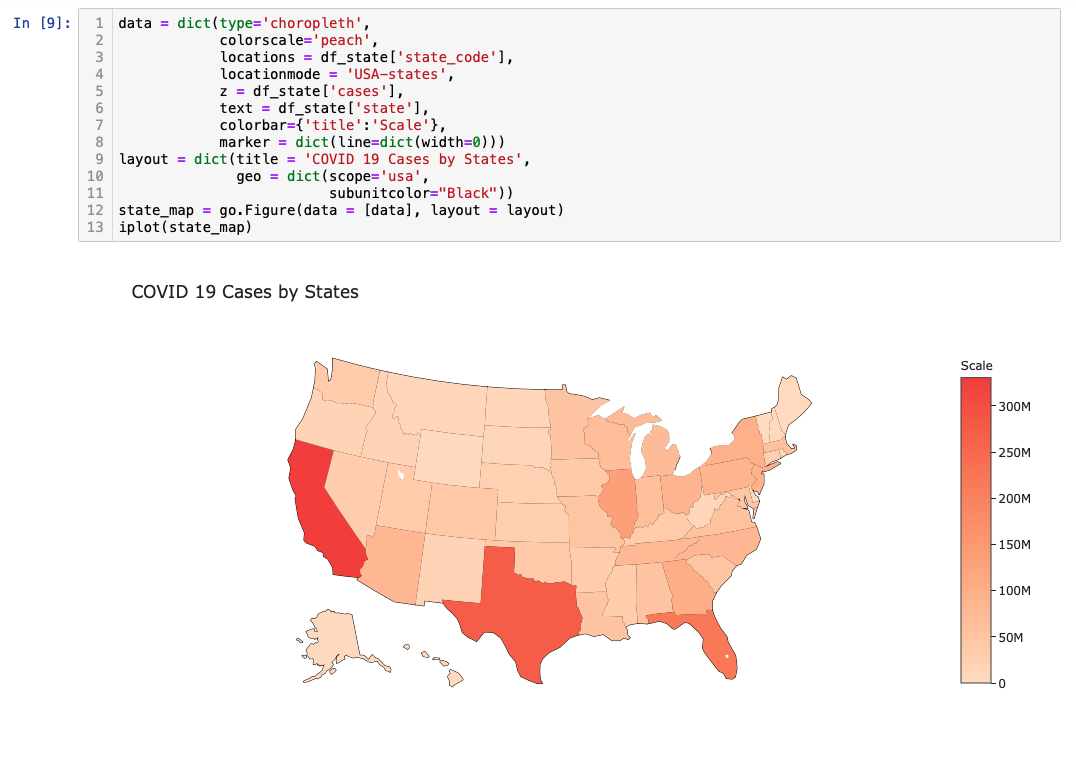 In [9]:
1 data = dict(type='choropleth',
2 colorscale='peach',
3 locations = df_state['state_code'],
4 locationmode = 'USA-states',
5 z = df_state['cases'],
6 text = df_state['state'],
7 colorbar={'title':'Scale'},
8 marker = dict(line=dict(width=0)))
9 layout = dict(title = 'COVID 19 Cases by States',
10 geo = dict(scope='usa',
11 subunitcolor="Black"))
12 state_map = go.Figure(data = [data], layout = layout)
13 iplot(state_map)
COVID 19 Cases by States
Scale
300M
250M
200M
150M
100M
50M
0